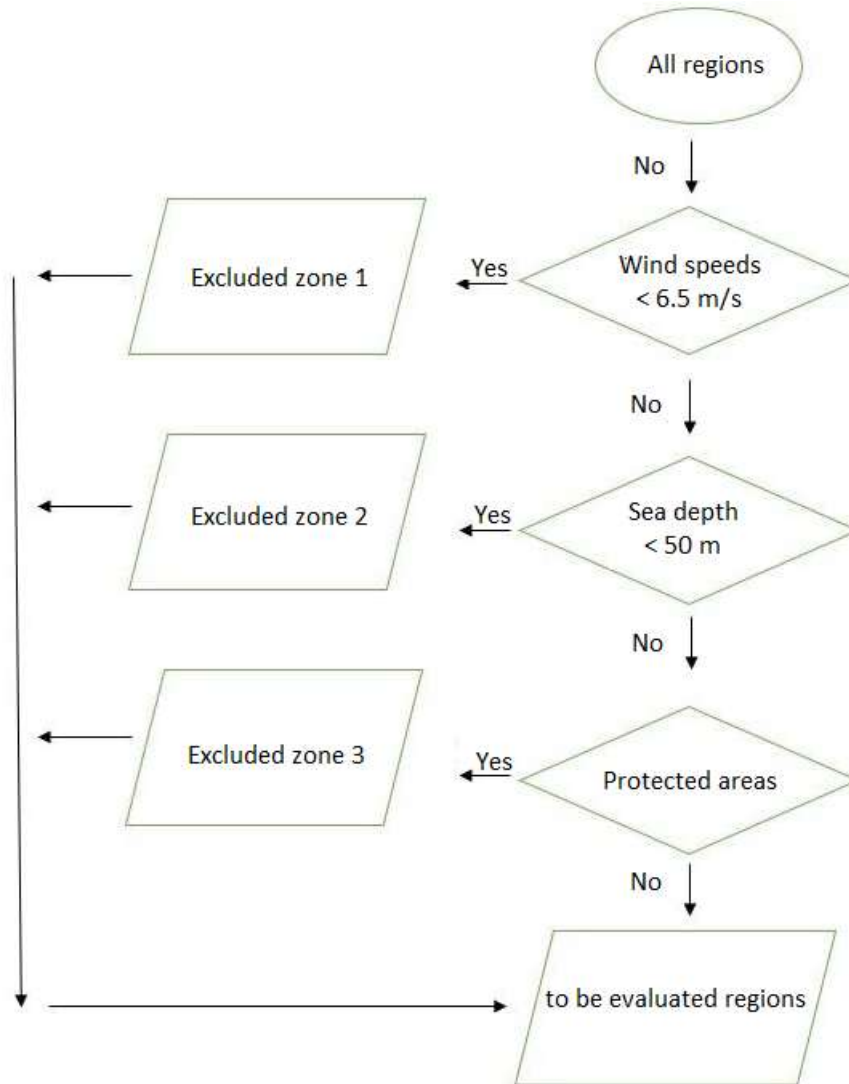 All regions
No
Wind speeds
< 6.5 m/s
Yes
Excluded zone 1
No
Sea depth
< 50 m
Yes
Excluded zone 2
No
Protected areas
Yes
Excluded zone 3
No
to be evaluated regions